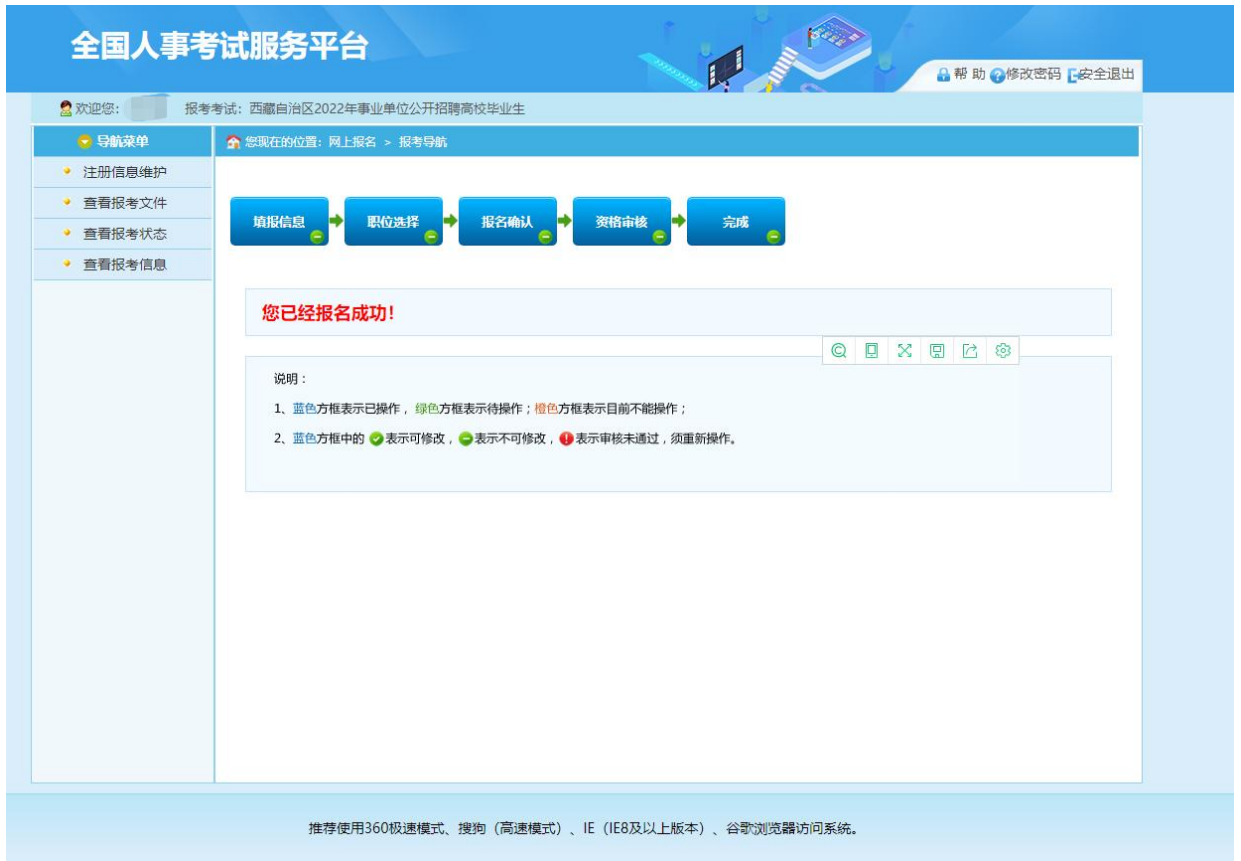 全国人事考试服务平台
帮 助 修改密码 安全退出
欢迎您： 报考考试：西藏自治区2022年事业单位公开招聘高校毕业生
导航菜单
您现在的位置：网上报名 > 报考导航
注册信息维护
查看报考文件
查看报考状态
查看报考信息
填报信息 职位选择 报名确认 资格审核 完成
您已经报名成功！
说明：
1、蓝色方框表示已操作，绿色方框表示待操作；橙色方框表示目前不能操作；
2、蓝色方框中的 表示可修改， 表示不可修改， 表示审核未通过，须重新操作。
推荐使用360极速模式、搜狗（高速模式）、IE（IE8及以上版本）、谷歌浏览器访问系统。